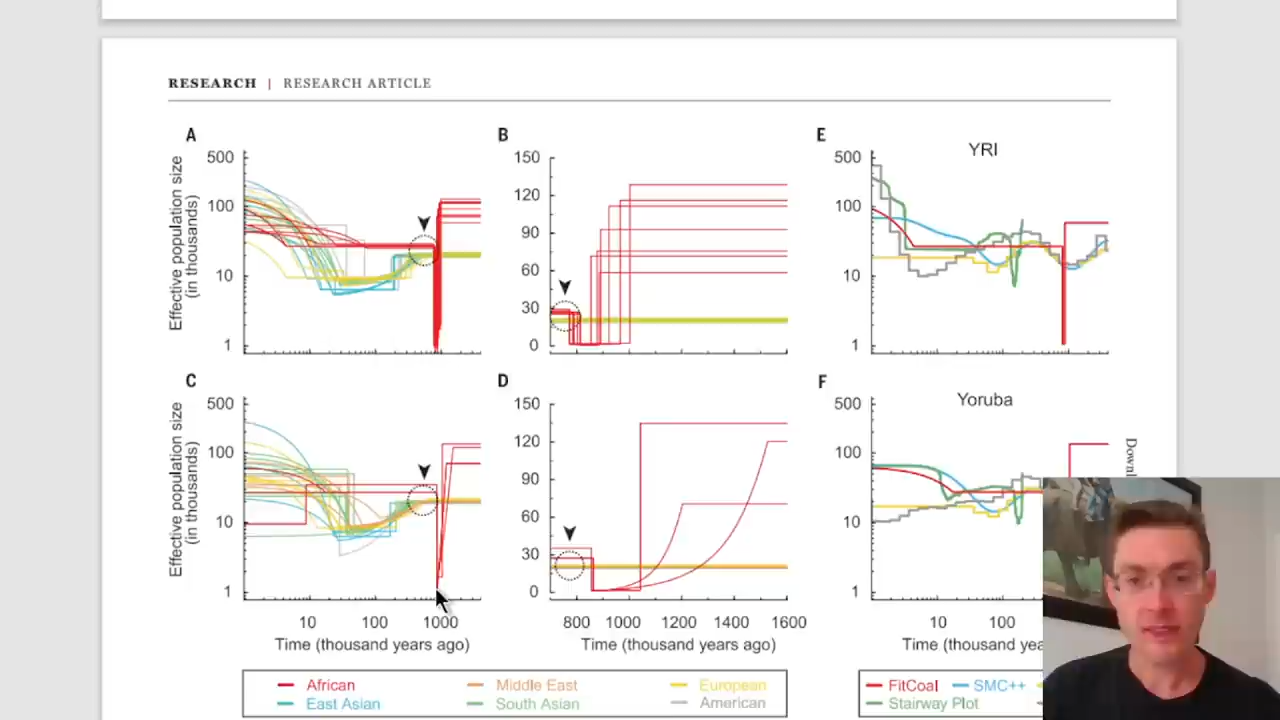 RESEARCH | RESEARCH ARTICLE
A
B
E
YRI
Effective population size
(in thousands)
500
100
10
1
150
120
90
60
30
0
500
100
10
1
C
D
F
Yoruba
Effective population size
(in thousands)
500
100
10
1
150
120
90
60
30
0
500
100
10
1
10 100 1000
800 1000 1200 1400 1600
10 100
Time (thousand years ago)
Time (thousand years ago)
Time (thousand
African Middle East European
East Asian South Asian American
FitCoal SMC++
Stairway Plot